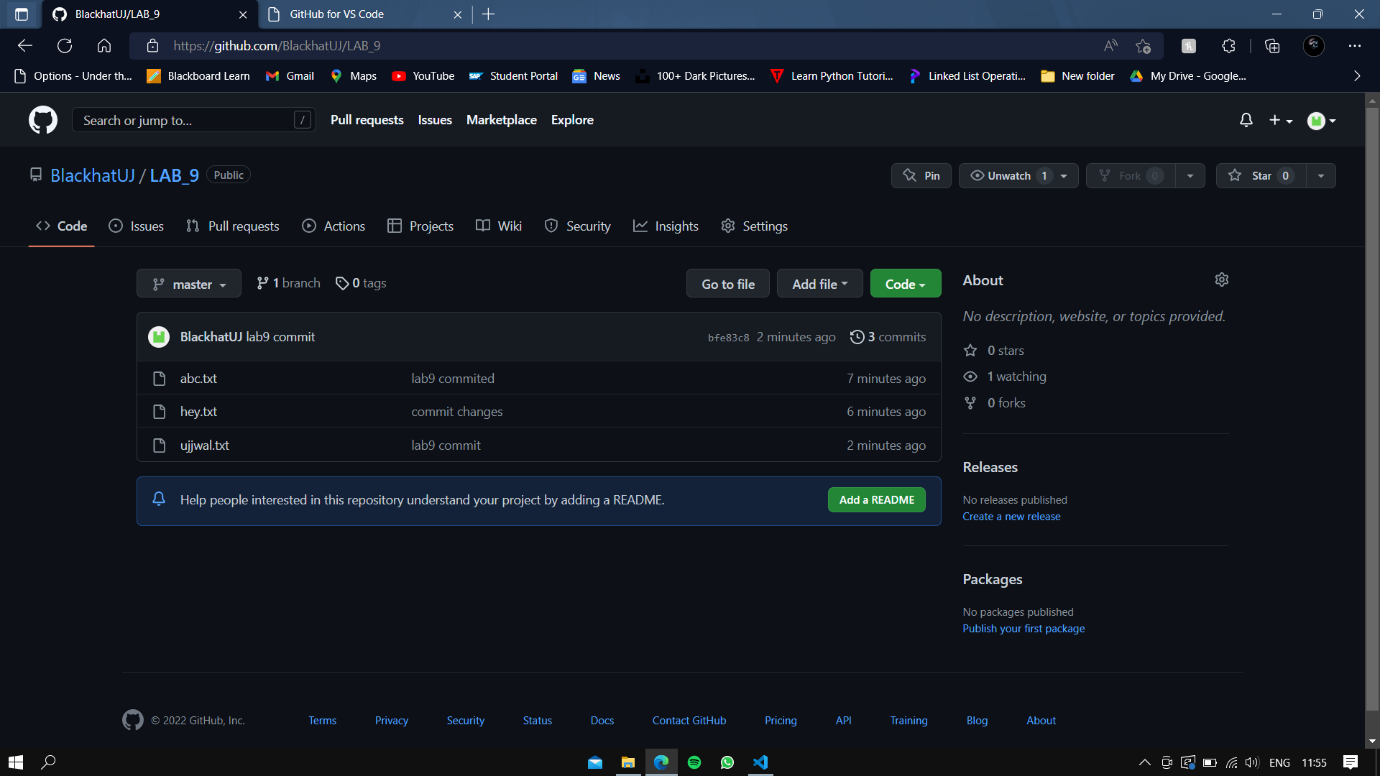 BlackhatUJ/LAB_9
GitHub for VS Code
https://github.com/BlackhatUJ/LAB_9
Options - Under th... Blackboard Learn Gmail Maps YouTube Student Portal News 100+ Dark Pictures... Learn Python Tutori... Linked List Operati... New folder My Drive - Google...
Search or jump to... / Pull requests Issues Marketplace Explore
BlackhatUJ / LAB_9 Public Pin Unwatch 1 Fork 0 Star 0
Code Issues Pull requests Actions Projects Wiki Security Insights Settings
master 1 branch 0 tags Go to file Add file Code
BlackhatUJ lab9 commit bfe83c8 2 minutes ago 3 commits
abc.txt lab9 commited 7 minutes ago
hey.txt commit changes 6 minutes ago
ujjwal.txt lab9 commit 2 minutes ago
Help people interested in this repository understand your project by adding a README. Add a README
About
No description, website, or topics provided.
0 stars
1 watching
0 forks
Releases
No releases published
Create a new release
Packages
No packages published
Publish your first package
© 2022 GitHub, Inc. Terms Privacy Security Status Docs Contact GitHub Pricing API Training Blog About
ENG 11:55